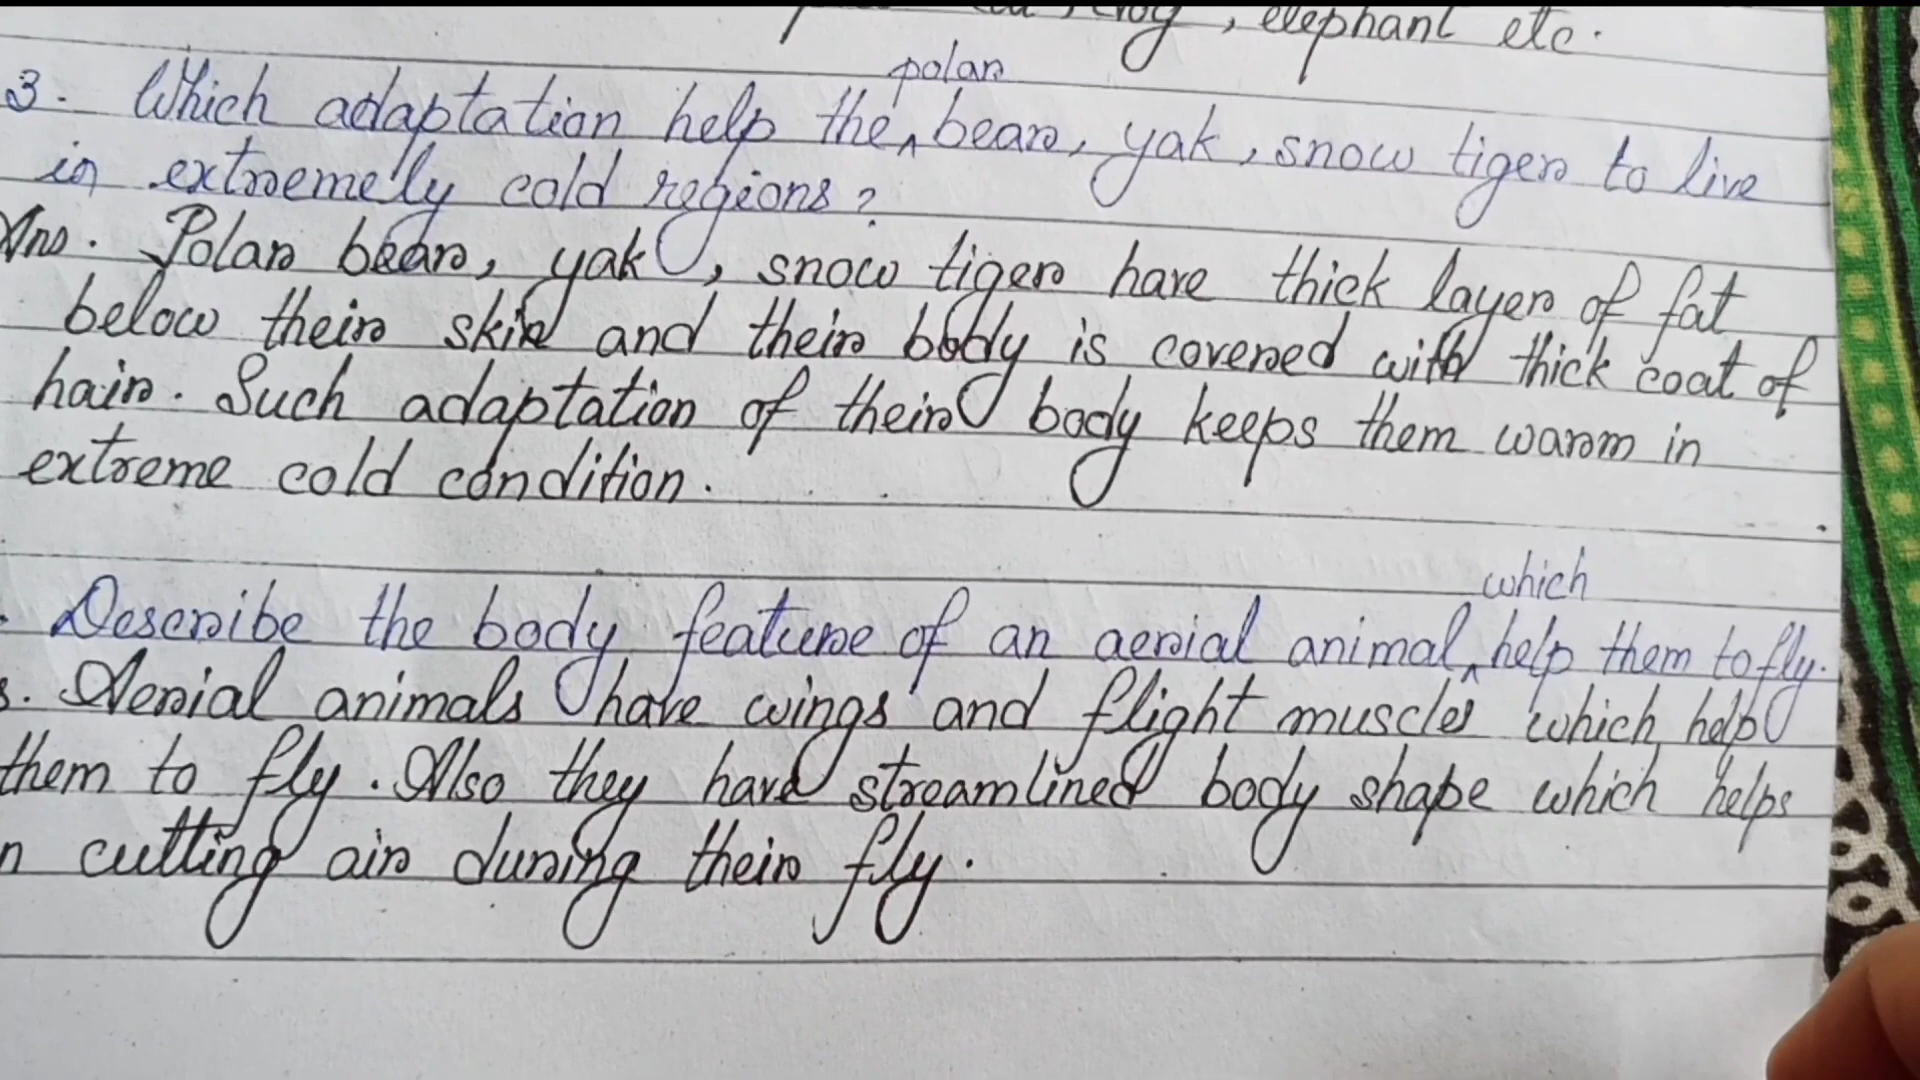 frog, elephant etc.
3. Which adaptation help the polar bear, yak, snow tiger to live
in extremely cold regions?
Ans. Polar bear, yak, snow tiger have thick layer of fat
below their skin and their body is covered with thick coat of
hair. Such adaptation of their body keeps them warm in
extreme cold condition.
Describe the body feature of an aerial animal which help them to fly.
s. Aerial animals have wings and flight muscles which help
them to fly. Also they have streamlined body shape which helps
n cutting air during their fly.